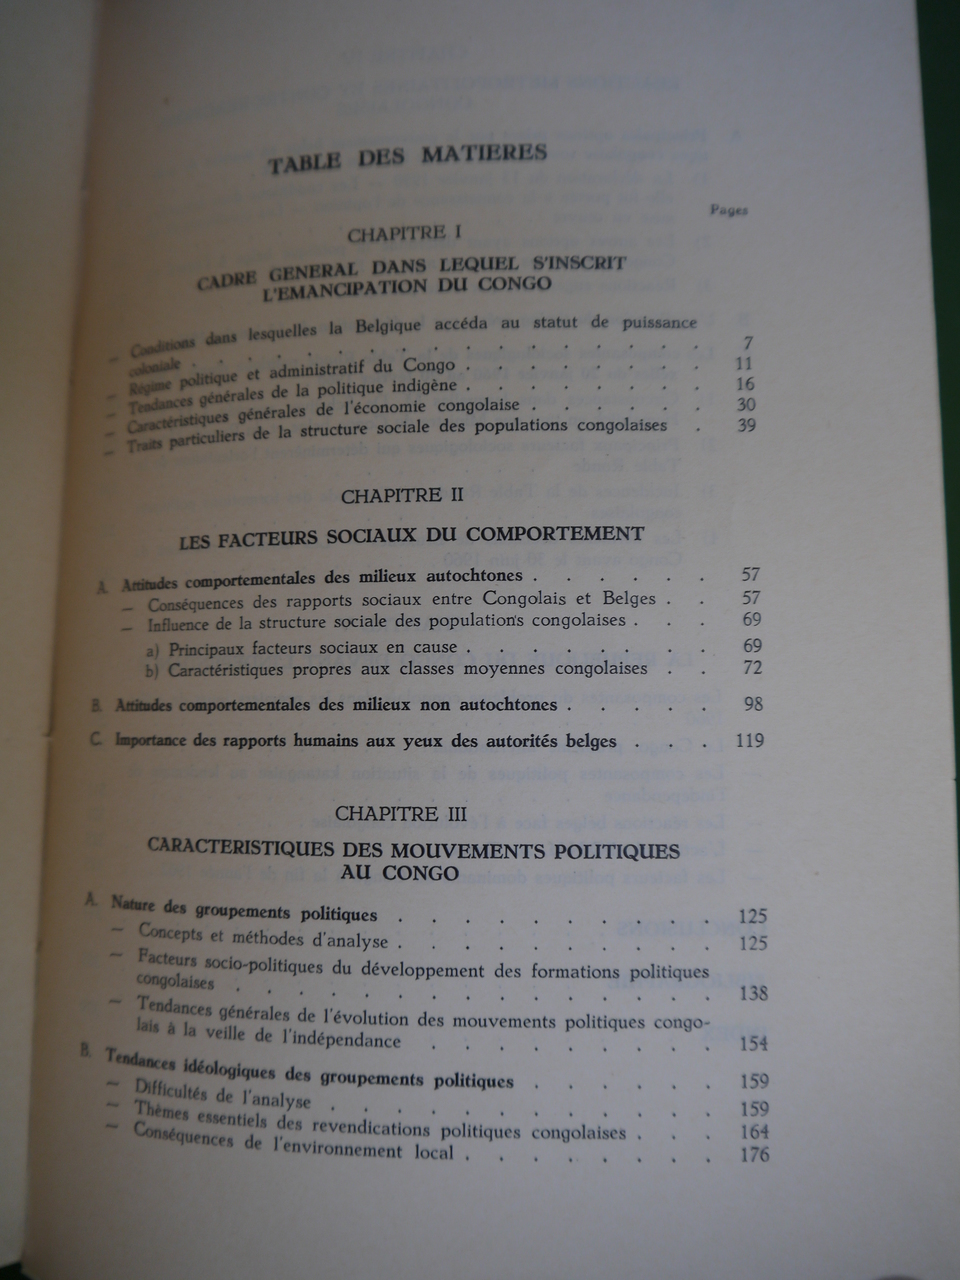 TABLE DES MATIERES
Pages
CHAPITRE I
CADRE GENERAL DANS LEQUEL S'INSCRIT
L'EMANCIPATION DU CONGO
— Conditions dans lesquelles la Belgique accéda au statut de puissance
coloniale . . . . . . . . . . . . . . 7
— Régime politique et administratif du Congo . . . . . . . 11
— Tendances générales de la politique indigène . . . . . . . 16
— Caractéristiques générales de l'économie congolaise . . . . . . 30
— Traits particuliers de la structure sociale des populations congolaises . 39
CHAPITRE II
LES FACTEURS SOCIAUX DU COMPORTEMENT
A. Attitudes comportementales des milieux autochtones . . . . . . 57
— Conséquences des rapports sociaux entre Congolais et Belges . . 57
— Influence de la structure sociale des populations congolaises . . . 69
a) Principaux facteurs sociaux en cause . . . . . . . . 69
b) Caractéristiques propres aux classes moyennes congolaises . . 72
B. Attitudes comportementales des milieux non autochtones . . . . . 98
C. Importance des rapports humains aux yeux des autorités belges . . . 119
CHAPITRE III
CARACTERISTIQUES DES MOUVEMENTS POLITIQUES
AU CONGO
A. Nature des groupements politiques . . . . . . . . . . 125
— Concepts et méthodes d'analyse . . . . . . . . . . 125
— Facteurs socio-politiques du développement des formations politiques
congolaises . . . . . . . . . . . . . . 138
— Tendances générales de l'évolution des mouvements politiques congo-
lais à la veille de l'indépendance . . . . . . . . . 154
B. Tendances idéologiques des groupements politiques . . . . . . 159
— Difficultés de l'analyse . . . . . . . . . . . . 159
— Thèmes essentiels des revendications politiques congolaises . . . 164
— Conséquences de l'environnement local . . . . . . . . 176